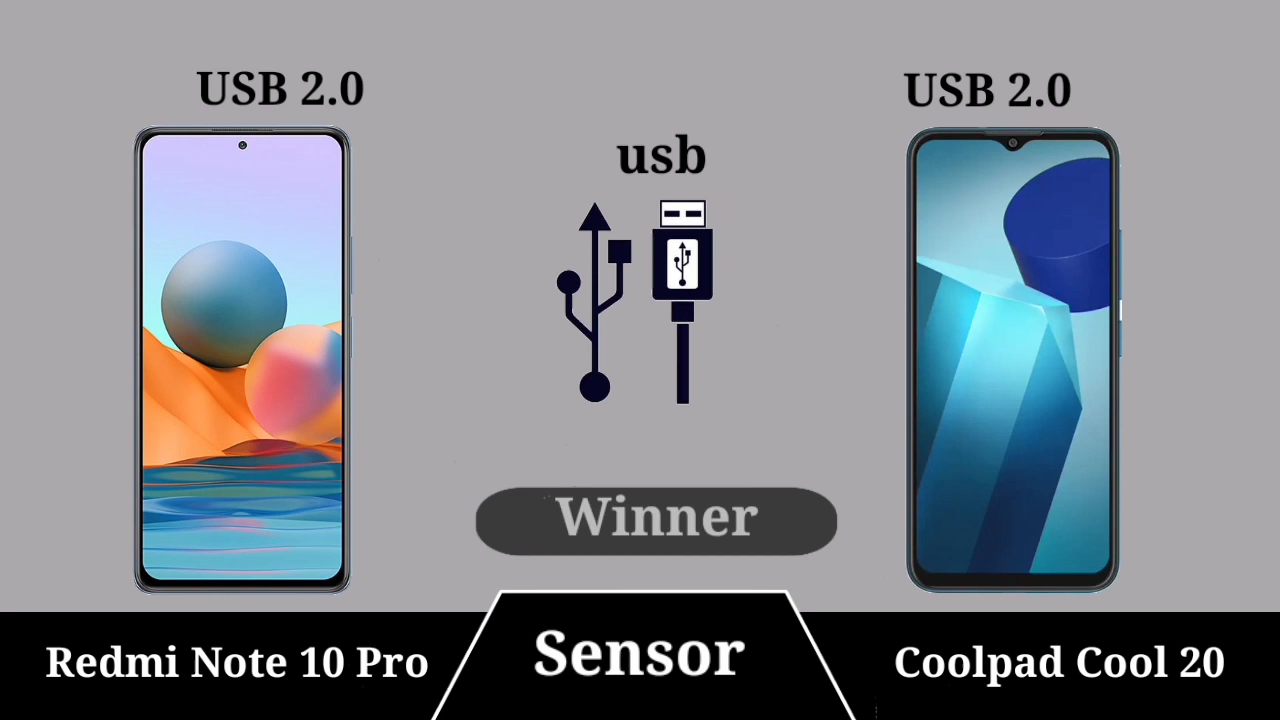 USB 2.0
USB 2.0
usb
Winner
Redmi Note 10 Pro
Sensor
Coolpad Cool 20